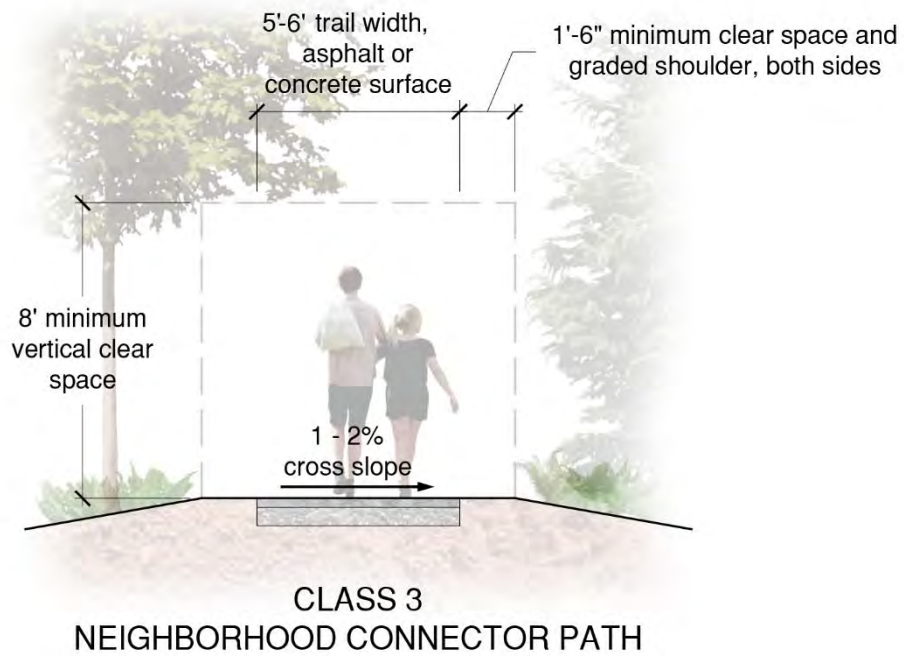 5'-6' trail width,
asphalt or
concrete surface
1'-6" minimum clear space and
graded shoulder, both sides
8' minimum
vertical clear
space
1 - 2%
cross slope
CLASS 3
NEIGHBORHOOD CONNECTOR PATH